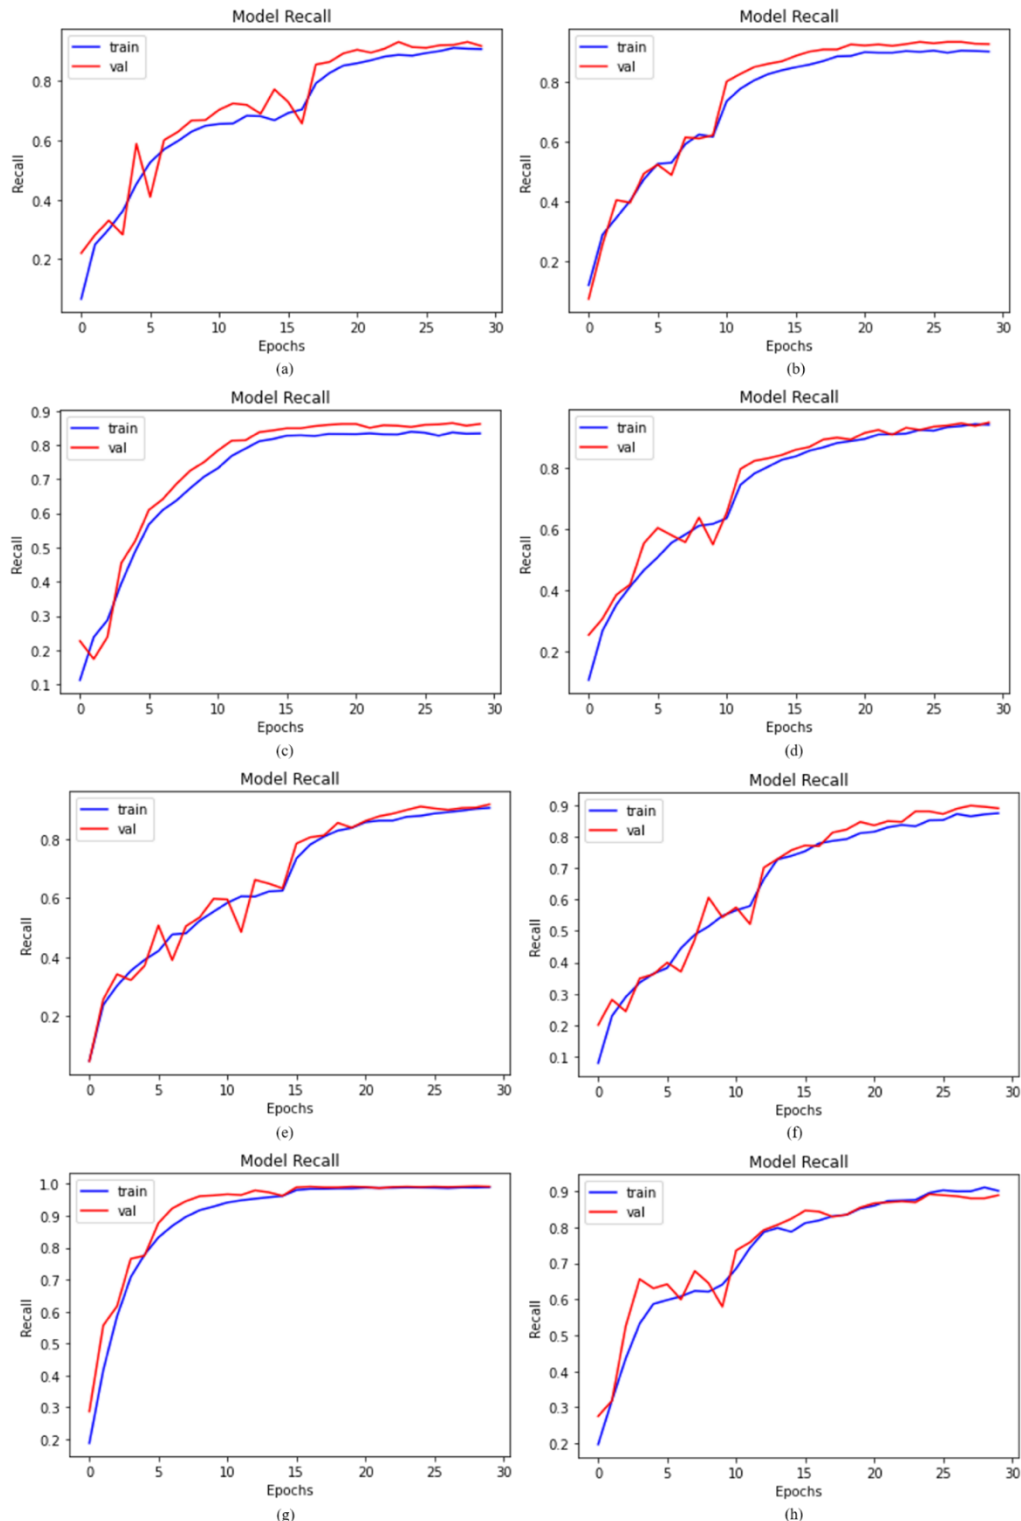 Model Recall
train
val
0.8
0.6
0.4
0.2
Recall
0 5 10 15 20 25 30
Epochs
(a)
Model Recall
train
val
0.8
0.6
0.4
0.2
Recall
0 5 10 15 20 25 30
Epochs
(b)
Model Recall
train
val
0.9
0.8
0.7
0.6
0.5
0.4
0.3
0.2
0.1
Recall
0 5 10 15 20 25 30
Epochs
(c)
Model Recall
train
val
0.8
0.6
0.4
0.2
Recall
0 5 10 15 20 25 30
Epochs
(d)
Model Recall
train
val
0.8
0.6
0.4
0.2
Recall
0 5 10 15 20 25 30
Epochs
(e)
Model Recall
train
val
0.9
0.8
0.7
0.6
0.5
0.4
0.3
0.2
0.1
Recall
0 5 10 15 20 25 30
Epochs
(f)
Model Recall
train
val
1.0
0.9
0.8
0.7
0.6
0.5
0.4
0.3
0.2
Recall
0 5 10 15 20 25 30
Epochs
(g)
Model Recall
train
val
0.9
0.8
0.7
0.6
0.5
0.4
0.3
0.2
Recall
0 5 10 15 20 25 30
Epochs
(h)